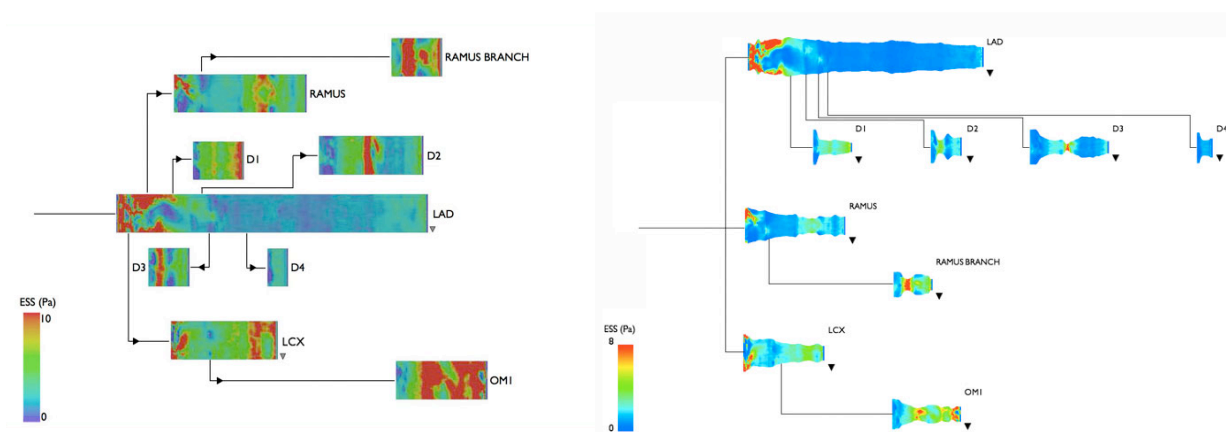 RAMUS BRANCH
RAMUS
D1
D2
LAD
D3
D4
ESS (Pa)
10
0
LCX
OM1
LAD
D1
D2
D3
D4
RAMUS
RAMUS BRANCH
LCX
ESS (Pa)
8
0
OM1